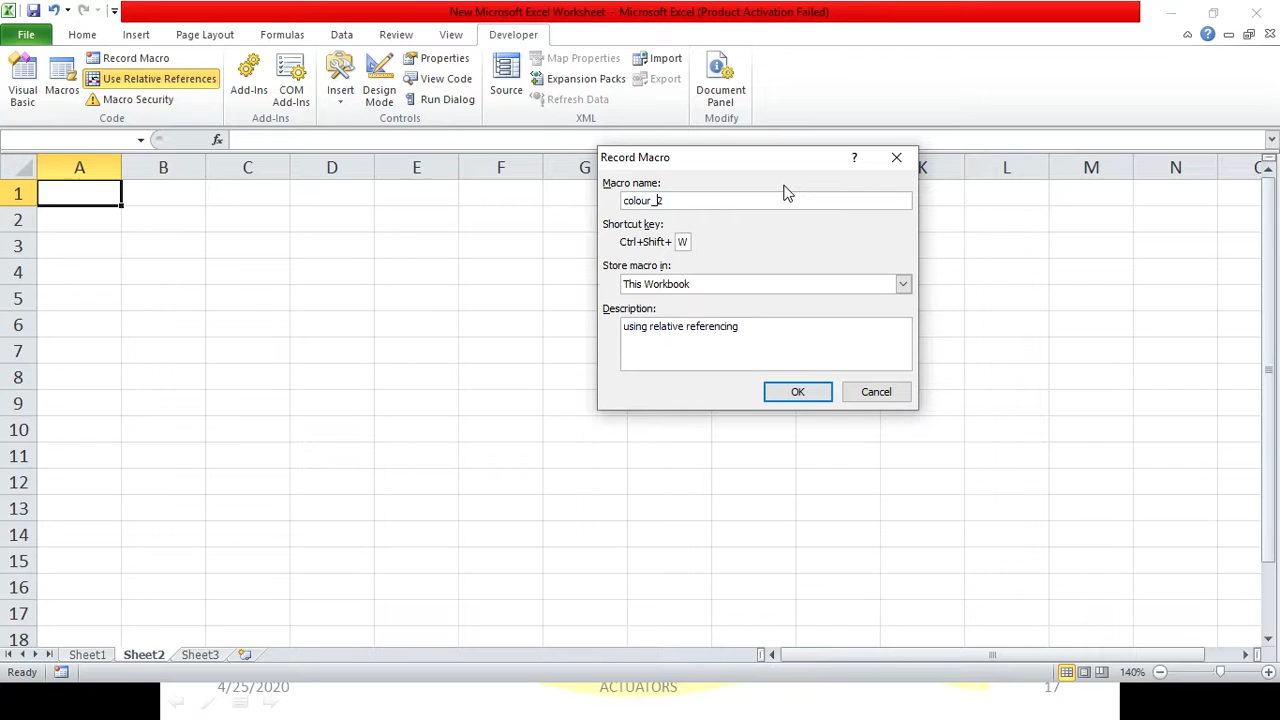 New Microsoft Excel Worksheet - Microsoft Excel (Product Activation Failed)
File Home Insert Page Layout Formulas Data Review View Developer
Visual Basic
Macros
Record Macro
Use Relative References
Macro Security
Code
Add-Ins
COM Add-Ins
Add-Ins
Insert
Design Mode
Properties
View Code
Run Dialog
Controls
Source
Map Properties
Expansion Packs
Refresh Data
Import
Export
XML
Document Panel
Modify
fx
A B C D E F G K L M N
1
2
3
4
5
6
7
8
9
10
11
12
13
14
15
16
17
18
Record Macro
?
Macro name:
colour_2
Shortcut key:
Ctrl+Shift+ W
Store macro in:
This Workbook
Description:
using relative referencing
OK Cancel
Sheet1 Sheet2 Sheet3
Ready 140%
4/25/2020 ACTUATORS 17